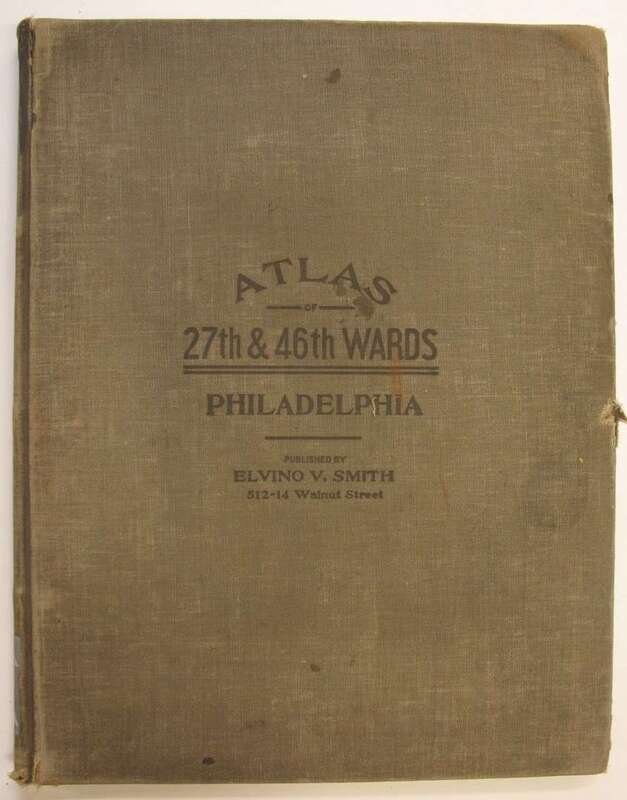 ATLAS
OF
27th & 46th WARDS
PHILADELPHIA
PUBLISHED BY
ELVINO V. SMITH
512-14 Walnut Street